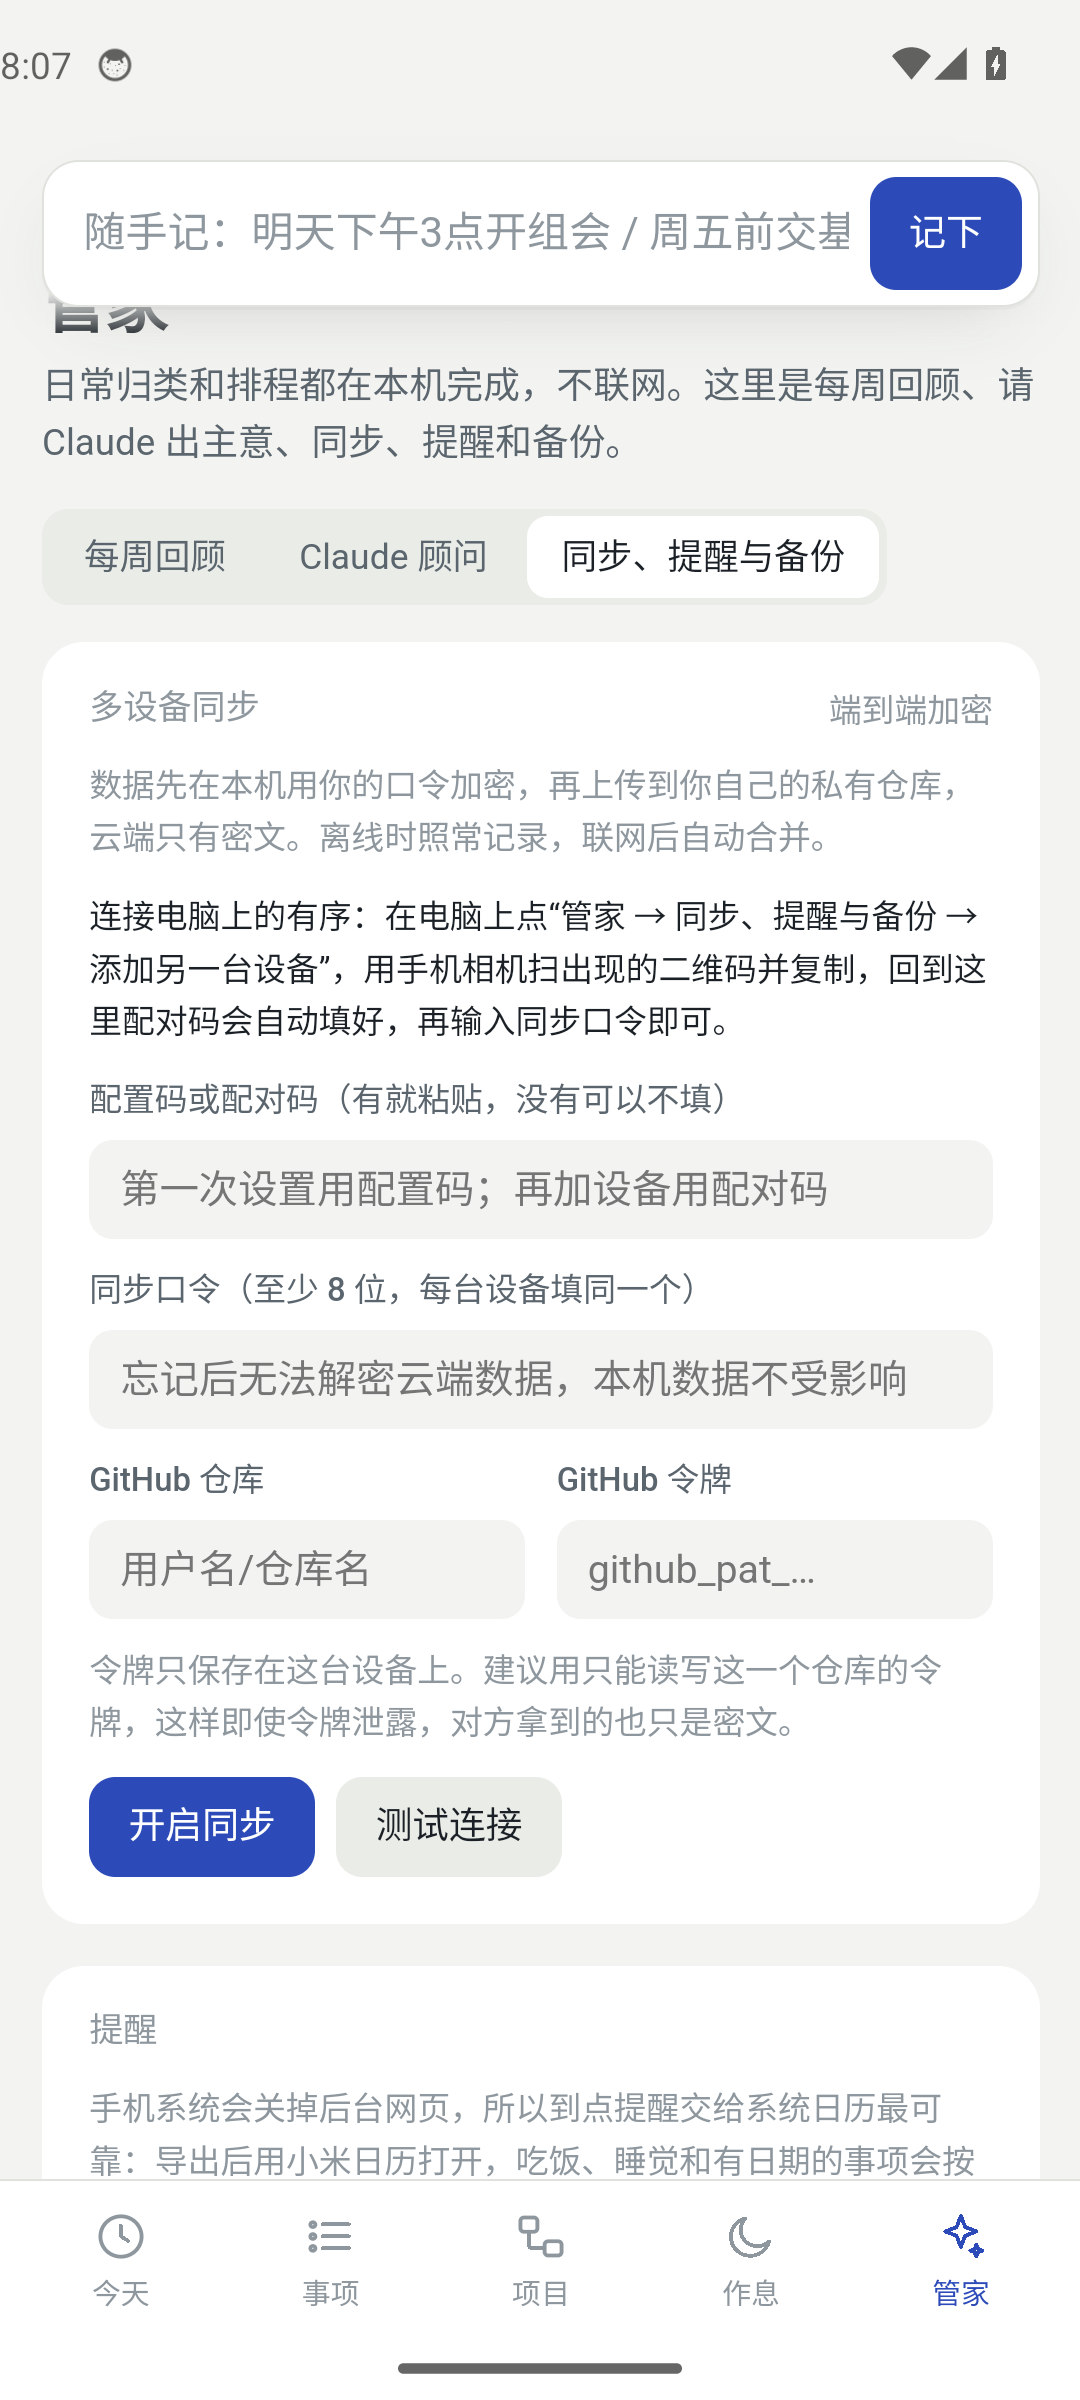 8:07
随手记：明天下午3点开组会 / 周五前交基
记下
管家
日常归类和排程都在本机完成，不联网。这里是每周回顾、请
Claude 出主意、同步、提醒和备份。
每周回顾
Claude 顾问
同步、提醒与备份
多设备同步
端到端加密
数据先在本机用你的口令加密，再上传到你自己的私有仓库，
云端只有密文。离线时照常记录，联网后自动合并。
连接电脑上的有序：在电脑上点“管家 → 同步、提醒与备份 →
添加另一台设备”，用手机相机扫出现的二维码并复制，回到这
里配对码会自动填好，再输入同步口令即可。
配置码或配对码（有就粘贴，没有可以不填）
第一次设置用配置码；再加设备用配对码
同步口令（至少 8 位，每台设备填同一个）
忘记后无法解密云端数据，本机数据不受影响
GitHub 仓库
GitHub 令牌
用户名/仓库名
github_pat_…
令牌只保存在这台设备上。建议用只能读写这一个仓库的令
牌，这样即使令牌泄露，对方拿到的也只是密文。
开启同步
测试连接
提醒
手机系统会关掉后台网页，所以到点提醒交给系统日历最可
靠：导出后用小米日历打开，吃饭、睡觉和有日期的事项会按
今天
事项
项目
作息
管家